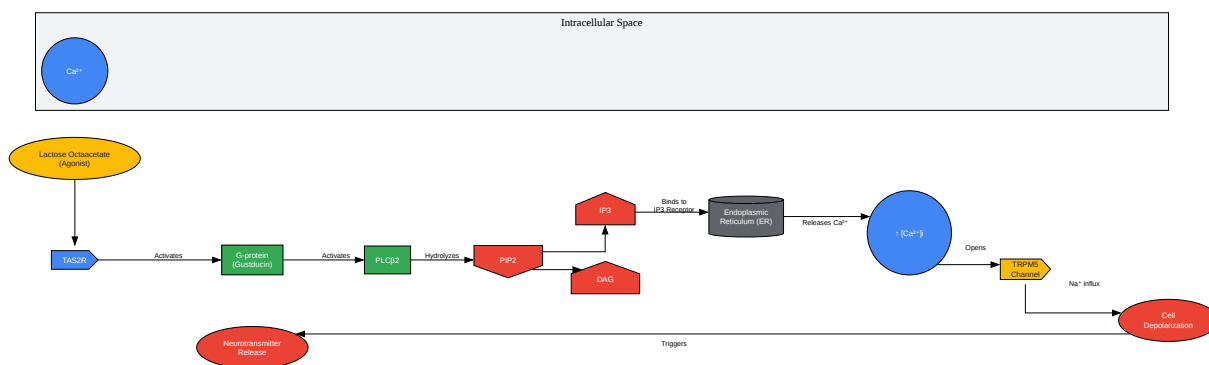 Intracellular Space
Ca²⁺
Lactose Octaacetate
(Agonist)
TAS2R
Activates
G-protein
(Gustducin)
Activates
PLCβ2
Hydrolyzes
PIP2
IP3
DAG
Binds to
IP3 Receptor
Endoplasmic
Reticulum (ER)
Releases Ca²⁺
↑ [Ca²⁺]i
Opens
TRPM5
Channel
Na⁺ influx
Cell
Depolarization
Triggers
Neurotransmitter
Release